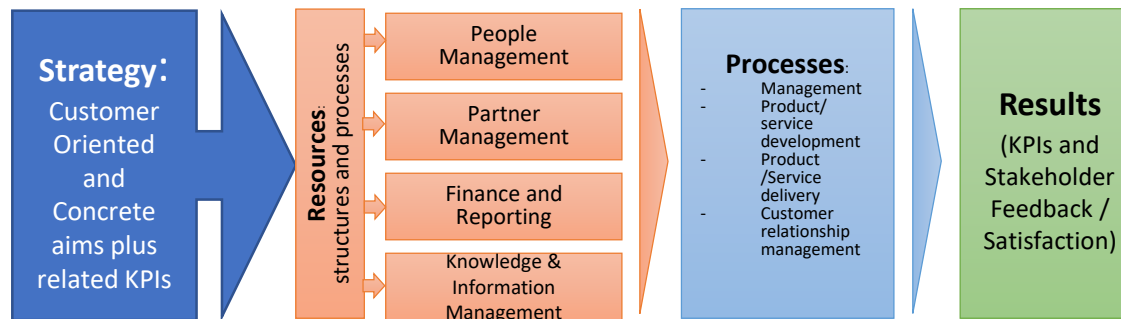 Strategy:
Customer
Oriented
and
Concrete
aims plus
related KPIs
Resources:
structures and processes
People
Management
Partner
Management
Finance and
Reporting
Knowledge &
Information
Management
Processes:
- Management
- Product/
service
development
- Product
/Service
delivery
- Customer
relationship
management
Results
(KPIs and
Stakeholder
Feedback /
Satisfaction)